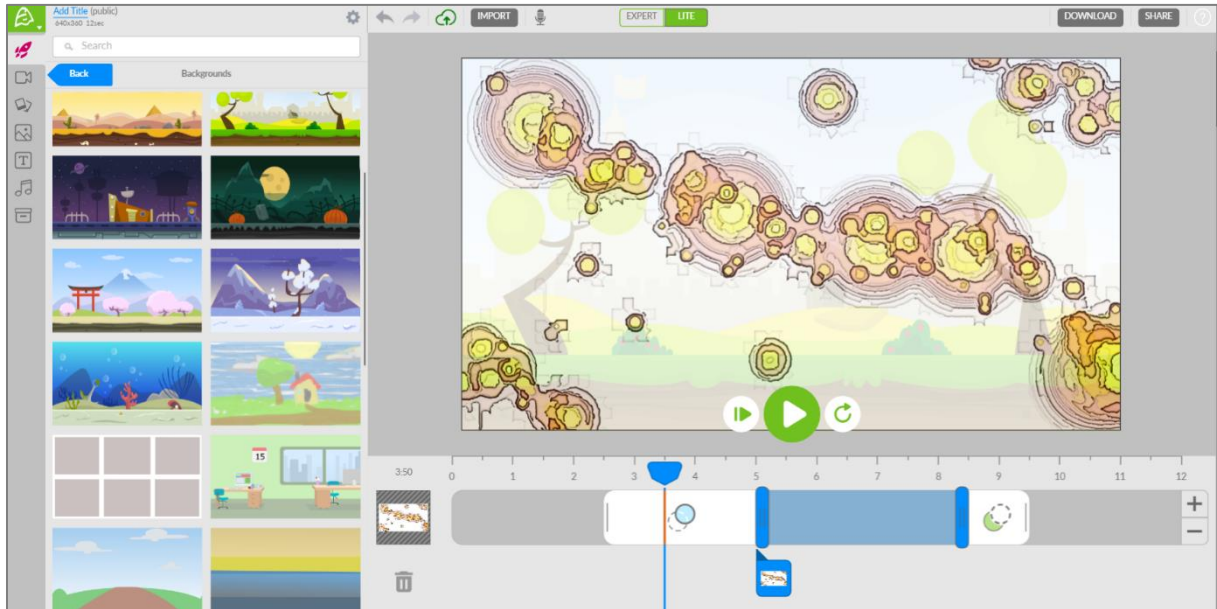 Add Title (public)
640x360 12sec
IMPORT
EXPERT LITE
DOWNLOAD
SHARE
?
Search
Back
Backgrounds
15
T
3:50
0 1 2 3 4 5 6 7 8 9 10 11 12